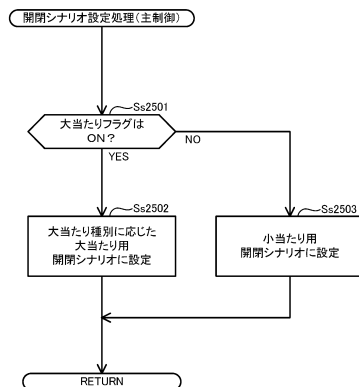 開閉シナリオ設定処理(主制御)
Ss2501
大当たりフラグは
ON?
NO
YES
Ss2502
大当たり種別に応じた
大当たり用
開閉シナリオに設定
Ss2503
小当たり用
開閉シナリオに設定
RETURN